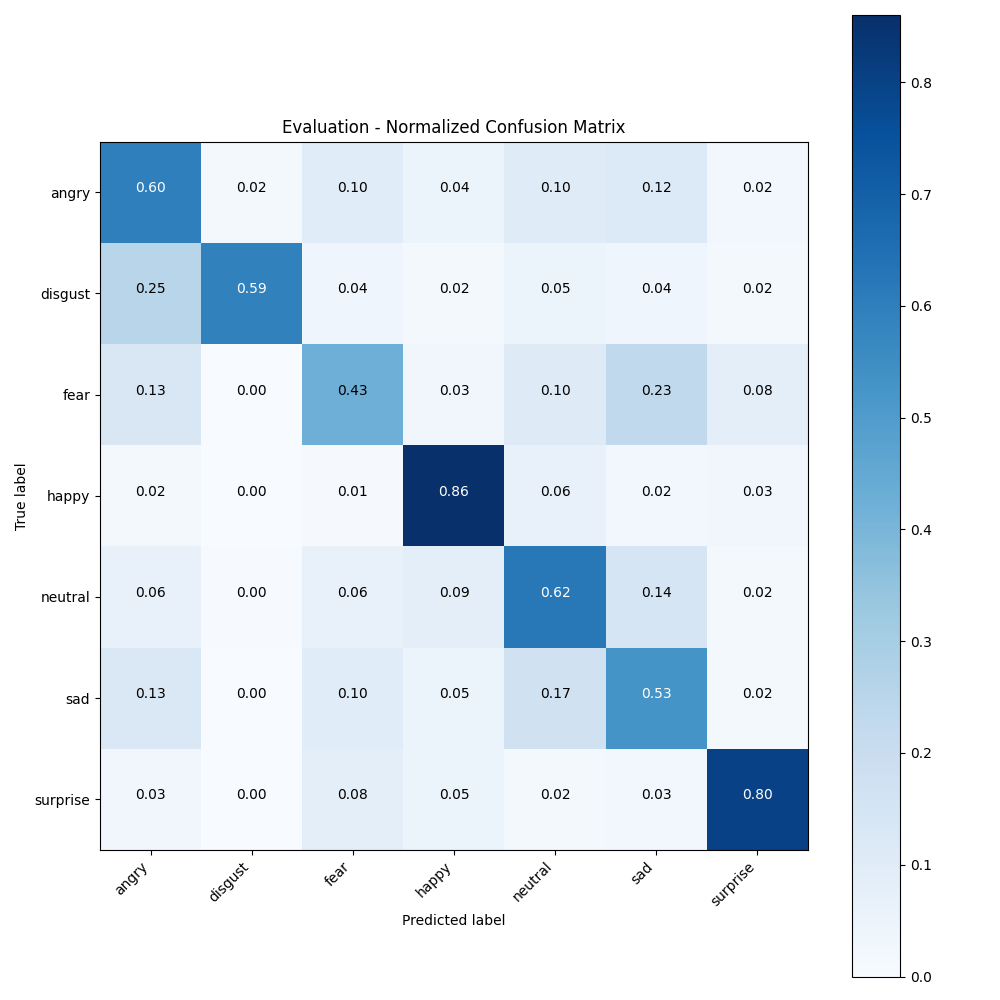 Evaluation - Normalized Confusion Matrix
True label
angry 0.60 0.02 0.10 0.04 0.10 0.12 0.02
disgust 0.25 0.59 0.04 0.02 0.05 0.04 0.02
fear 0.13 0.00 0.43 0.03 0.10 0.23 0.08
happy 0.02 0.00 0.01 0.86 0.06 0.02 0.03
neutral 0.06 0.00 0.06 0.09 0.62 0.14 0.02
sad 0.13 0.00 0.10 0.05 0.17 0.53 0.02
surprise 0.03 0.00 0.08 0.05 0.02 0.03 0.80
angry disgust fear happy neutral sad surprise
Predicted label
0.8
0.7
0.6
0.5
0.4
0.3
0.2
0.1
0.0